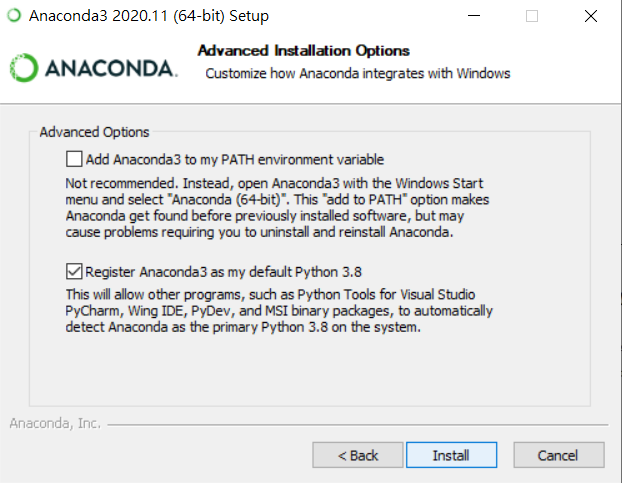 Anaconda3 2020.11 (64-bit) Setup
ANACONDA.
Advanced Installation Options
Customize how Anaconda integrates with Windows
Advanced Options
Add Anaconda3 to my PATH environment variable
Not recommended. Instead, open Anaconda3 with the Windows Start
menu and select "Anaconda (64-bit)". This "add to PATH" option makes
Anaconda get found before previously installed software, but may
cause problems requiring you to uninstall and reinstall Anaconda.
Register Anaconda3 as my default Python 3.8
This will allow other programs, such as Python Tools for Visual Studio
PyCharm, Wing IDE, PyDev, and MSI binary packages, to automatically
detect Anaconda as the primary Python 3.8 on the system.
Anaconda, Inc.
< Back Install Cancel